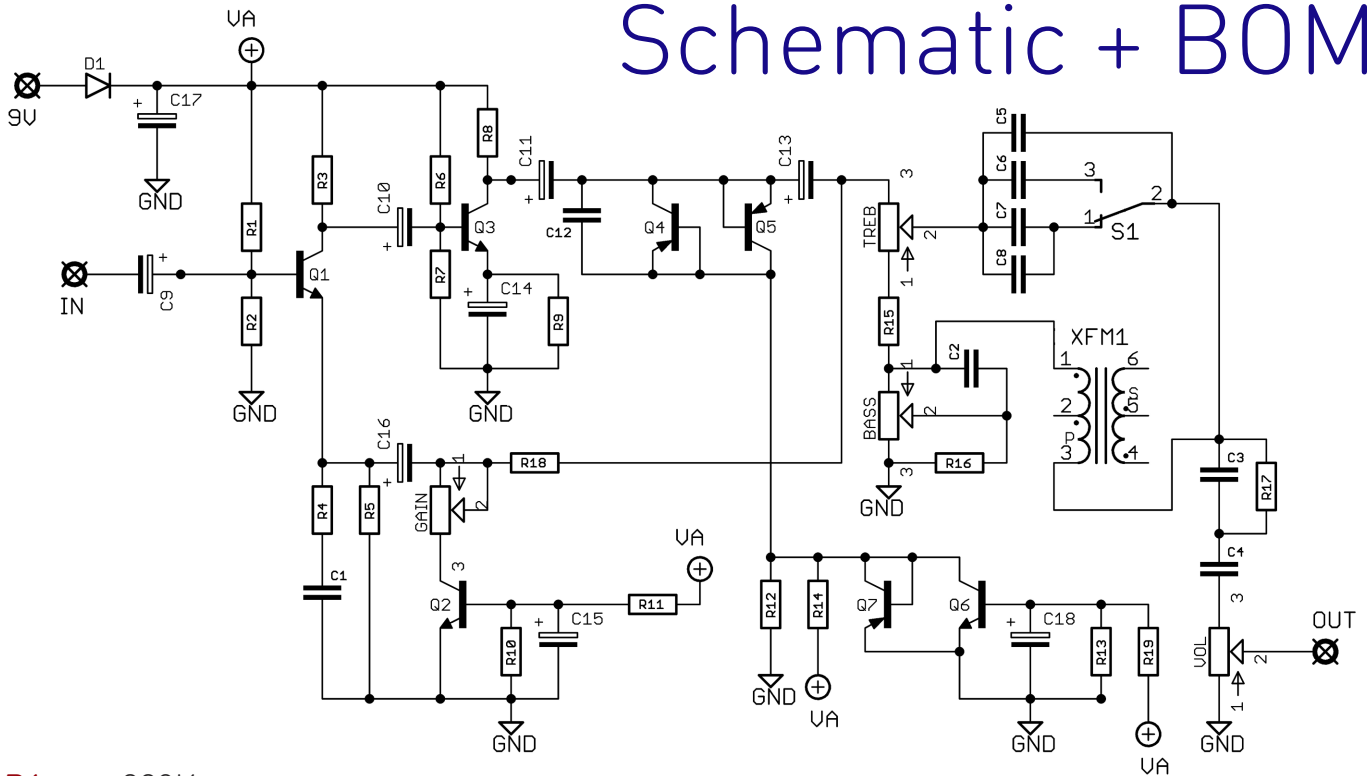 Schematic + BOM
VA
D1
9V
+ C17
GND
R8
C11
C13
R3
C10
R6
R1
Q3
C12
Q4
Q5
+
+
+
3
TREB
2
1
C5
C6
3
C7
1
2
S1
C8
IN
+
C9
Q1
R7
+ C14
R2
R9
GND
GND
R15
C2
1
BASS
2
3
R16
GND
XFM1
1
6
2
S
5
P
3
4
C16
+
1
R18
R4
R5
GAIN
2
3
C3
R17
C4
C1
Q2
VA
R11
R10
+ C15
GND
R12
R14
Q7
Q6
+ C18
R13
R19
3
VOL
2
1
OUT
GND
VA
GND
VA
GND